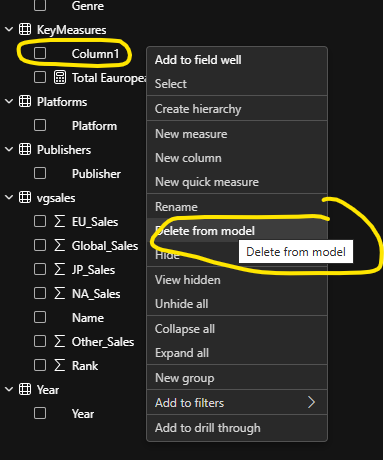 Genre
KeyMeasures
Column1
Total Eauropea
Platforms
Platform
Publishers
Publisher
vgsales
EU_Sales
Global_Sales
JP_Sales
NA_Sales
Name
Other_Sales
Rank
Year
Year
Add to field well
Select
Create hierarchy
New measure
New column
New quick measure
Rename
Delete from model
Hide
View hidden
Unhide all
Collapse all
Expand all
New group
Add to filters
Add to drill through
Delete from model